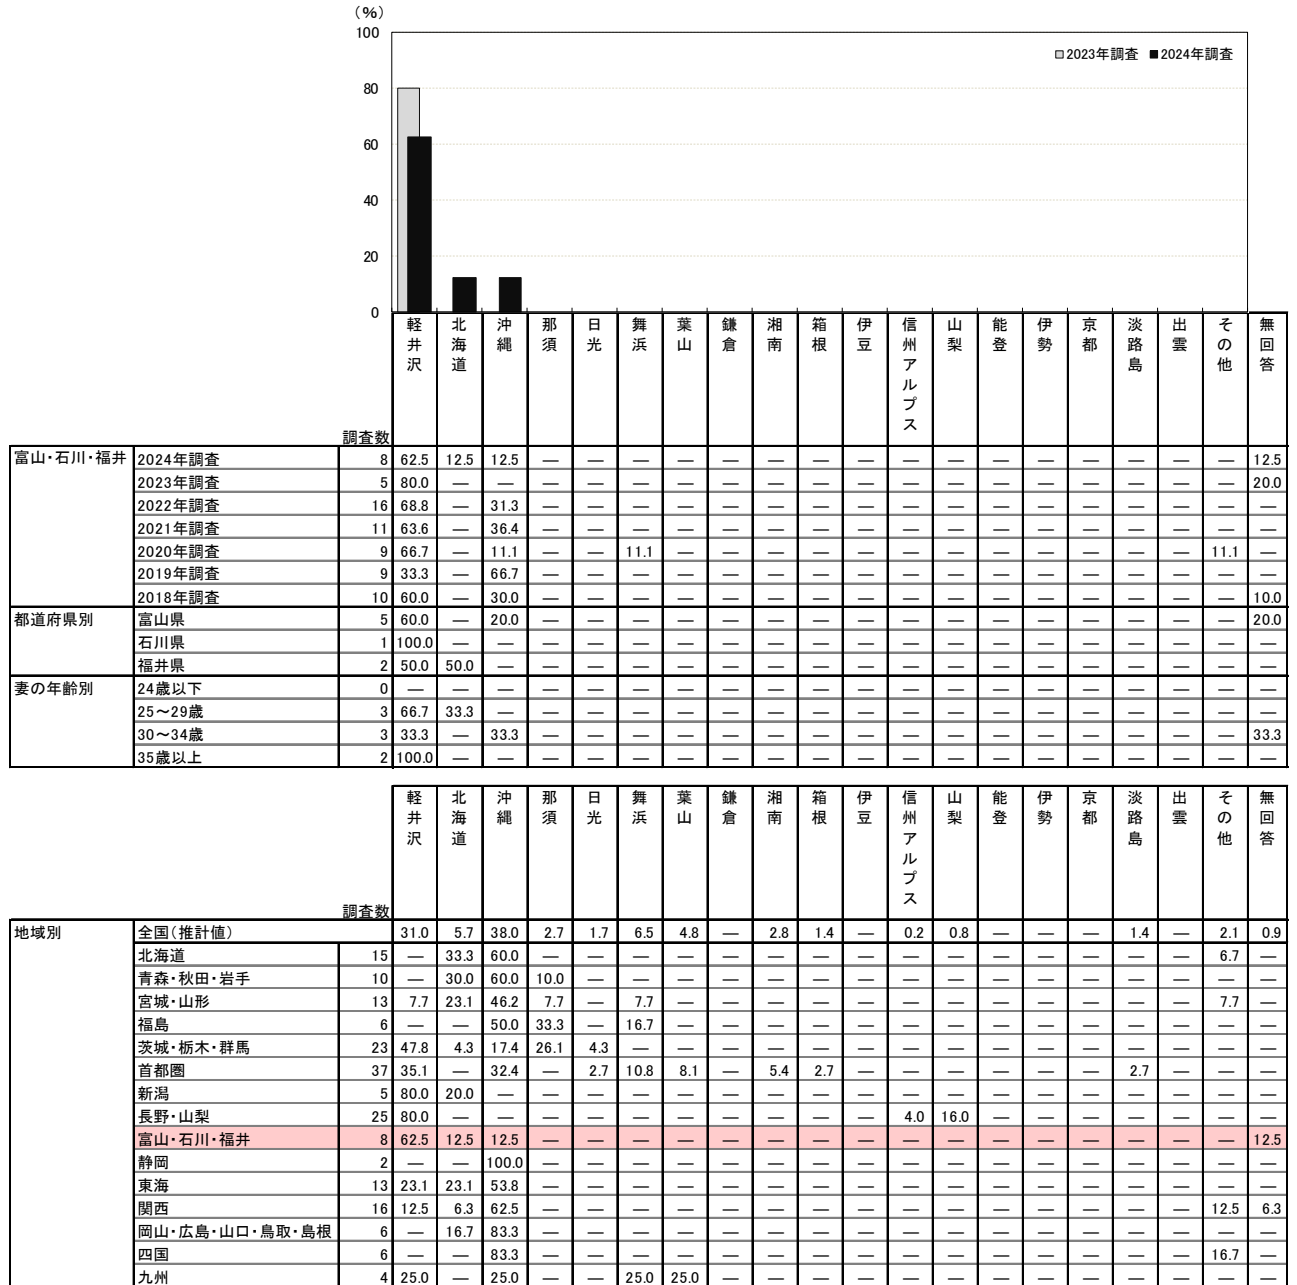 (%)
100
□2023年調査 ■2024年調査
80
60
40
20
0
軽井沢 北海道 沖縄 那須 日光 舞浜 葉山 鎌倉 湘南 箱根 伊豆 信州アルプス 山梨 能登 伊勢 京都 淡路島 出雲 その他 無回答
調査数
富山・石川・福井 2024年調査 8 62.5 12.5 12.5 — — — — — — — — — — — — — — — — 12.5
2023年調査 5 80.0 — — — — — — — — — — — — — — — — — — 20.0
2022年調査 16 68.8 — 31.3 — — — — — — — — — — — — — — — — —
2021年調査 11 63.6 — 36.4 — — — — — — — — — — — — — — — — —
2020年調査 9 66.7 — 11.1 — — 11.1 — — — — — — — — — — — — 11.1 —
2019年調査 9 33.3 — 66.7 — — — — — — — — — — — — — — — — —
2018年調査 10 60.0 — 30.0 — — — — — — — — — — — — — — — — 10.0
都道府県別 富山県 5 60.0 — 20.0 — — — — — — — — — — — — — — — — 20.0
石川県 1 100.0 — — — — — — — — — — — — — — — — — — —
福井県 2 50.0 50.0 — — — — — — — — — — — — — — — — — —
妻の年齢別 24歳以下 0 — — — — — — — — — — — — — — — — — — — —
25～29歳 3 66.7 33.3 — — — — — — — — — — — — — — — — — —
30～34歳 3 33.3 — 33.3 — — — — — — — — — — — — — — — — 33.3
35歳以上 2 100.0 — — — — — — — — — — — — — — — — — — —
軽井沢 北海道 沖縄 那須 日光 舞浜 葉山 鎌倉 湘南 箱根 伊豆 信州アルプス 山梨 能登 伊勢 京都 淡路島 出雲 その他 無回答
調査数
地域別 全国(推計値) 31.0 5.7 38.0 2.7 1.7 6.5 4.8 — 2.8 1.4 — 0.2 0.8 — — — 1.4 — 2.1 0.9
北海道 15 — 33.3 60.0 — — — — — — — — — — — — — — — 6.7 —
青森・秋田・岩手 10 — 30.0 60.0 10.0 — — — — — — — — — — — — — — — —
宮城・山形 13 7.7 23.1 46.2 7.7 — 7.7 — — — — — — — — — — — — 7.7 —
福島 6 — — 50.0 33.3 — 16.7 — — — — — — — — — — — — — —
茨城・栃木・群馬 23 47.8 4.3 17.4 26.1 4.3 — — — — — — — — — — — — — — —
首都圏 37 35.1 — 32.4 — 2.7 10.8 8.1 — 5.4 2.7 — — — — — — 2.7 — — —
新潟 5 80.0 20.0 — — — — — — — — — — — — — — — — — —
長野・山梨 25 80.0 — — — — — — — — — — 4.0 16.0 — — — — — — —
富山・石川・福井 8 62.5 12.5 12.5 — — — — — — — — — — — — — — — — 12.5
静岡 2 — — 100.0 — — — — — — — — — — — — — — — — —
東海 13 23.1 23.1 53.8 — — — — — — — — — — — — — — — — —
関西 16 12.5 6.3 62.5 — — — — — — — — — — — — — — — 12.5 6.3
岡山・広島・山口・鳥取・島根 6 — 16.7 83.3 — — — — — — — — — — — — — — — — —
四国 6 — — 83.3 — — — — — — — — — — — — — — — 16.7 —
九州 4 25.0 — 25.0 — — 25.0 25.0 — — — — — — — — — — — — —